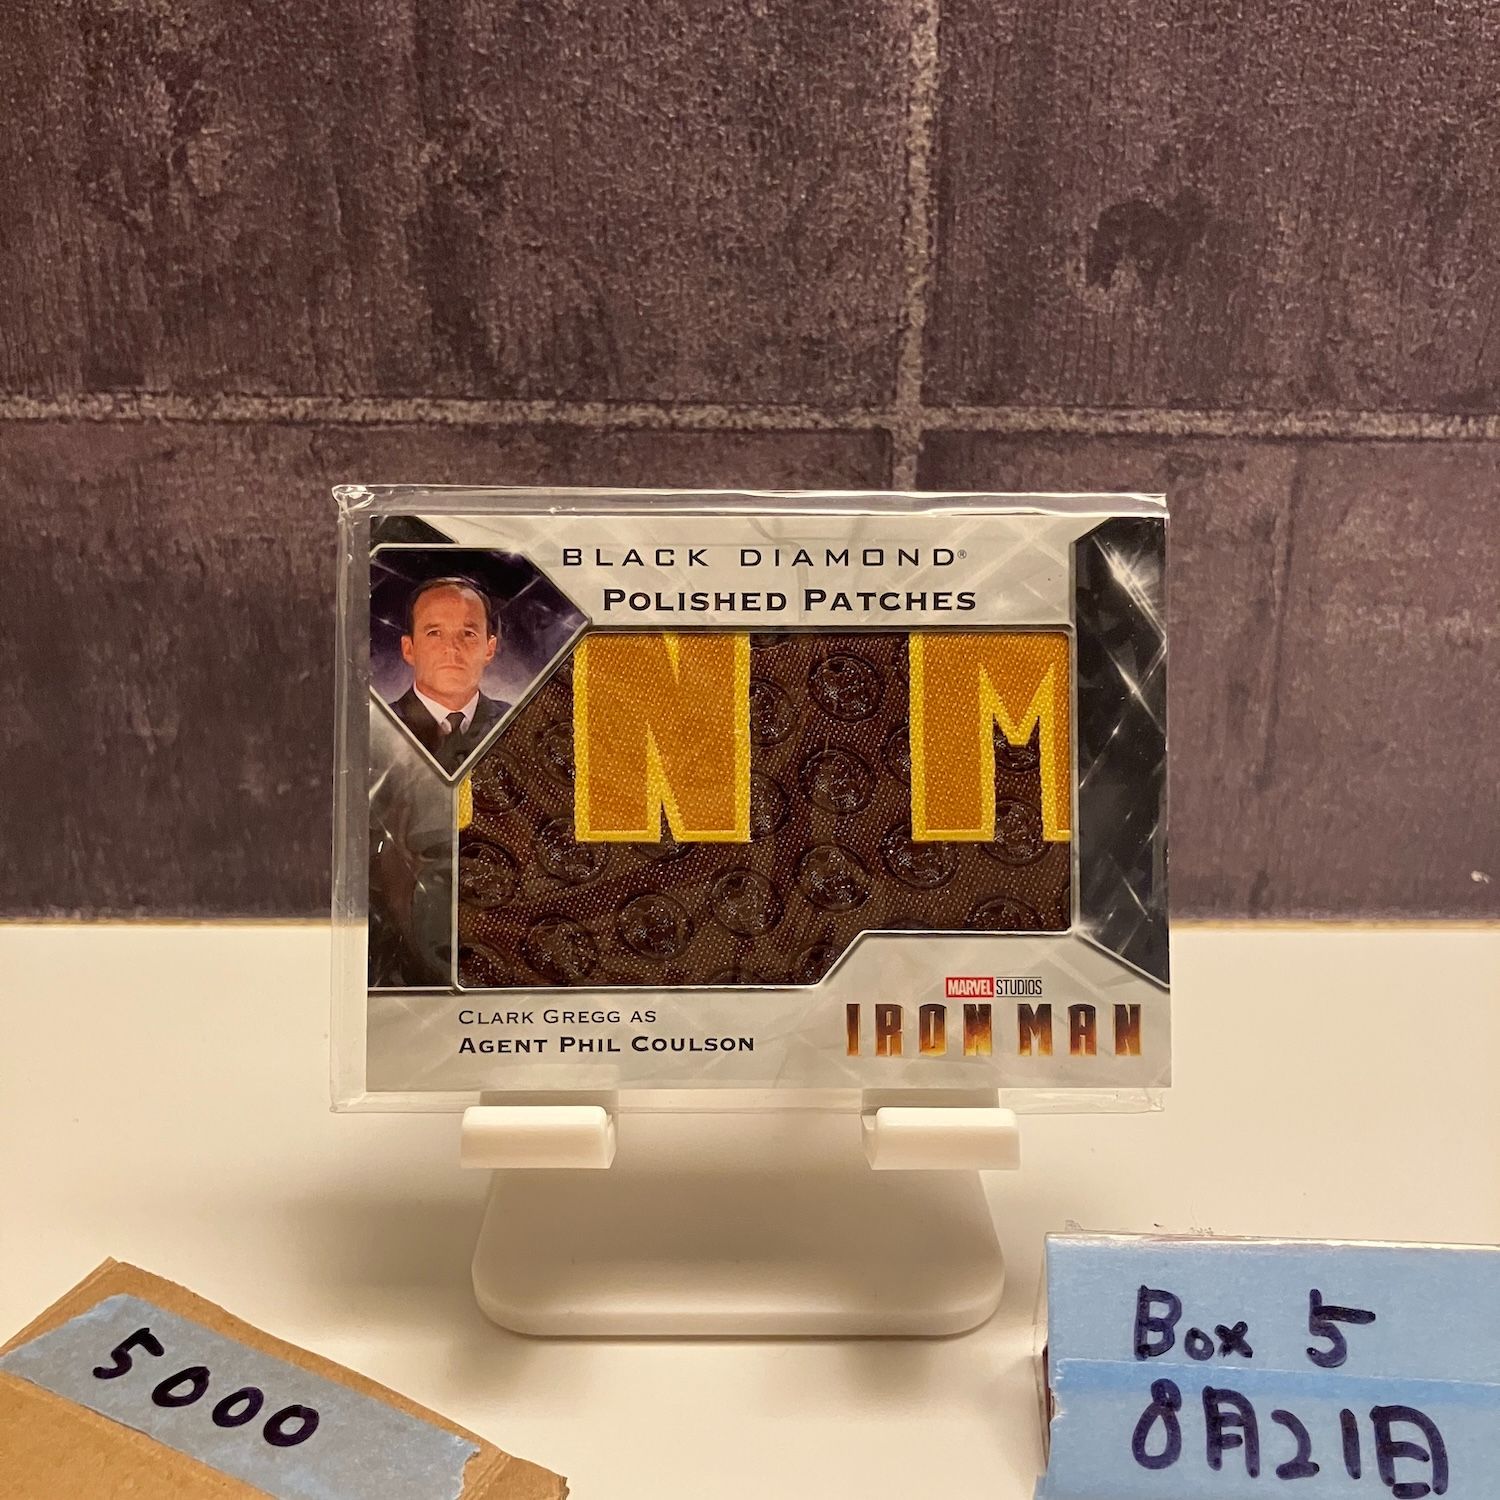 BLACK DIAMOND®
POLISHED PATCHES
N M
CLARK GREGG AS
AGENT PHIL COULSON
MARVEL STUDIOS
IRON MAN
5000
Box 5
8月21日